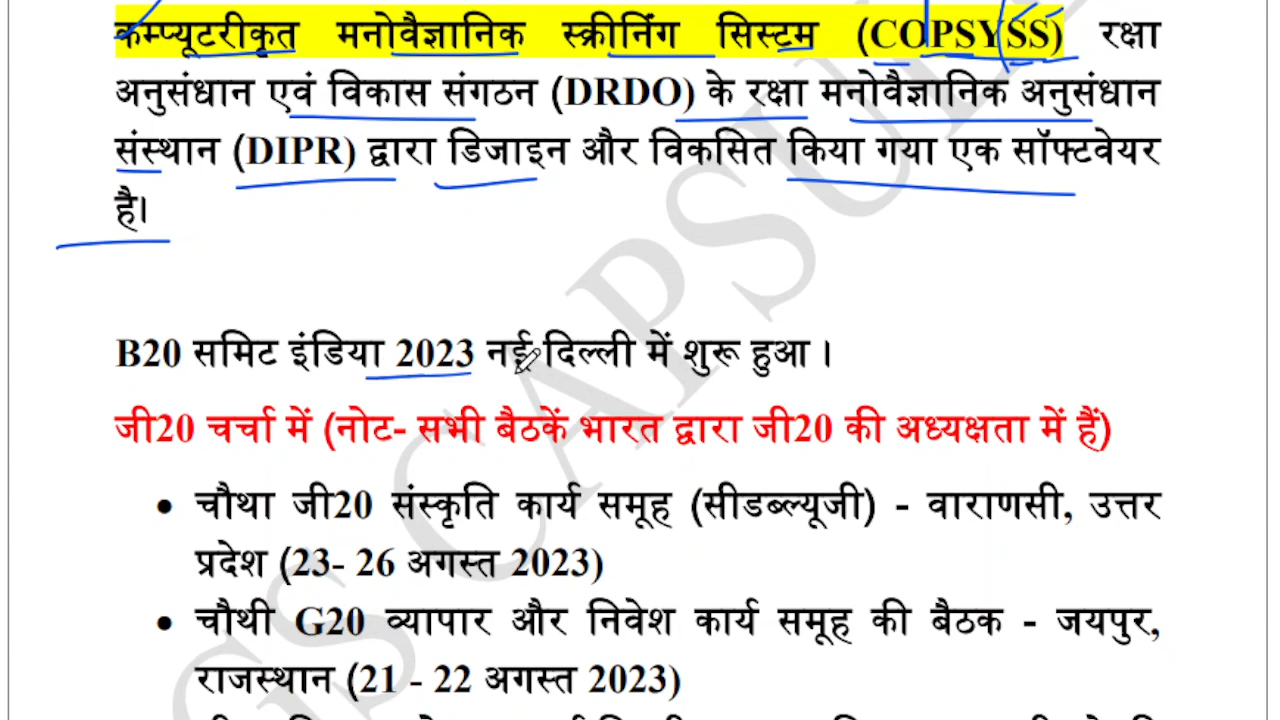 कम्प्यूटरीकृत मनोवैज्ञानिक स्क्रीनिंग सिस्टम (COPSYSS) रक्षा
अनुसंधान एवं विकास संगठन (DRDO) के रक्षा मनोवैज्ञानिक अनुसंधान
संस्थान (DIPR) द्वारा डिजाइन और विकसित किया गया एक सॉफ्टवेयर
है।
B20 समिट इंडिया 2023 नई दिल्ली में शुरू हुआ ।
जी20 चर्चा में (नोट- सभी बैठकें भारत द्वारा जी20 की अध्यक्षता में हैं)
• चौथा जी20 संस्कृति कार्य समूह (सीडब्ल्यूजी) - वाराणसी, उत्तर
प्रदेश (23- 26 अगस्त 2023)
• चौथी G20 व्यापार और निवेश कार्य समूह की बैठक - जयपुर,
राजस्थान (21 - 22 अगस्त 2023)
GS CAPSULE